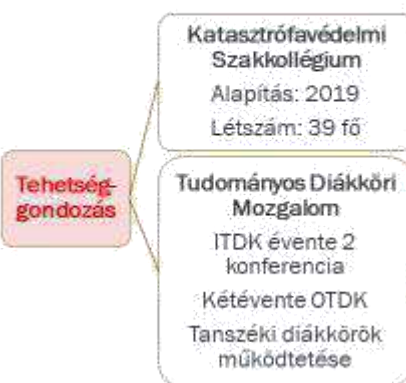 Tehetség-
gondozás
Katasztrófavédelmi
Szakkollégium
Alapítás: 2019
Létszám: 39 fő
Tudományos Diákköri
Mozgalom
ITDK évente 2
konferencia
Kétévente OTDK
Tanszéki diákkörök
működtetése